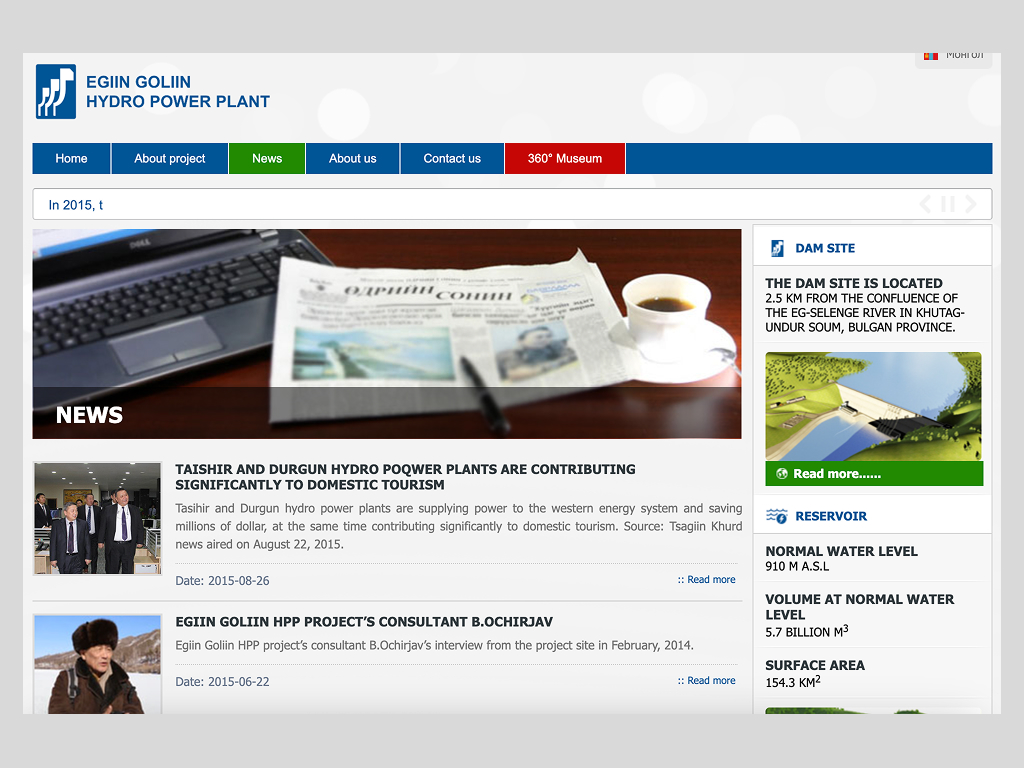 МОНГОЛ
EGIIN GOLIIN
HYDRO POWER PLANT
Home
About project
News
About us
Contact us
360° Museum
In 2015, t
DELL
ӨДРИЙН СОНИН
NEWS
TAISHIR AND DURGUN HYDRO POQWER PLANTS ARE CONTRIBUTING
SIGNIFICANTLY TO DOMESTIC TOURISM
Tasihir and Durgun hydro power plants are supplying power to the western energy system and saving
millions of dollar, at the same time contributing significantly to domestic tourism. Source: Tsagiin Khurd
news aired on August 22, 2015.
Date: 2015-08-26
:: Read more
EGIIN GOLIIN HPP PROJECT’S CONSULTANT B.OCHIRJAV
Egiin Goliin HPP project’s consultant B.Ochirjav’s interview from the project site in February, 2014.
Date: 2015-06-22
:: Read more
DAM SITE
THE DAM SITE IS LOCATED
2.5 KM FROM THE CONFLUENCE OF
THE EG-SELENGE RIVER IN KHUTAG-
UNDUR SOUM, BULGAN PROVINCE.
Read more......
RESERVOIR
NORMAL WATER LEVEL
910 M A.S.L
VOLUME AT NORMAL WATER
LEVEL
5.7 BILLION M³
SURFACE AREA
154.3 KM²